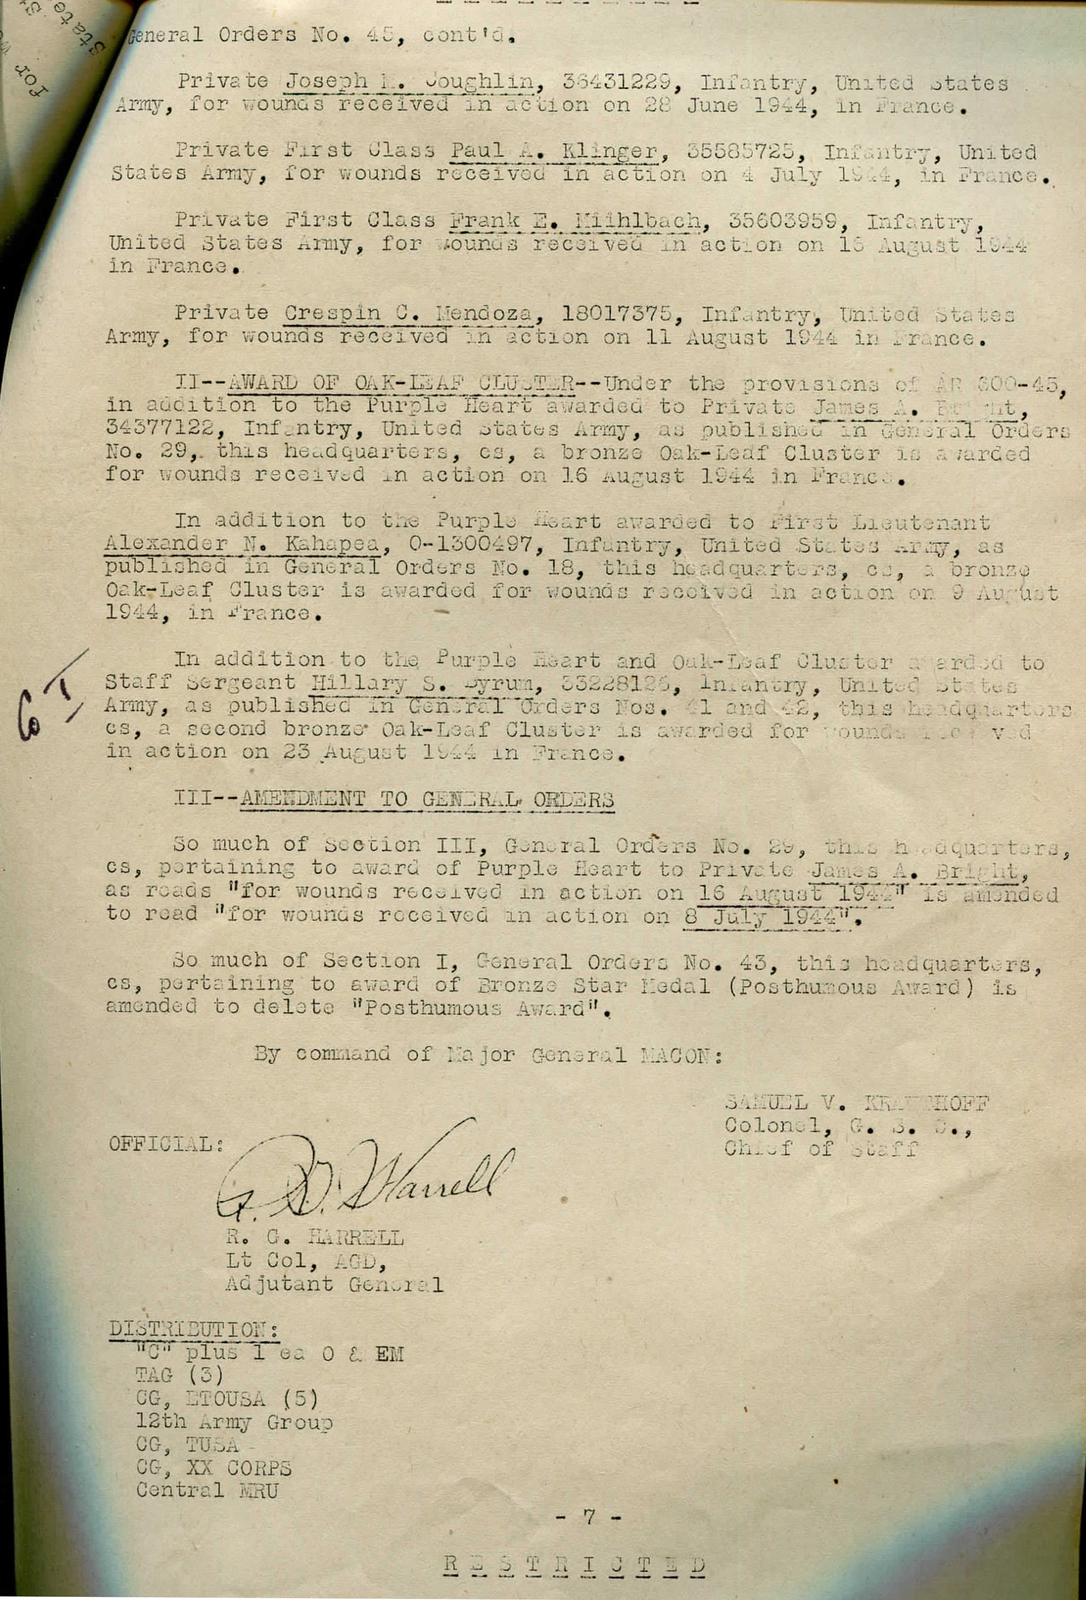 General Orders No. 45, cont'd.
Private Joseph Coughlin, 36431229, Infantry, United States
Army, for wounds received in action on 28 June 1944, in France.
Private First Class Paul A. Klinger, 35585725, Infantry, United
States Army, for wounds received in action on 4 July 1944, in France.
Private First Class Frank E. Miihlbach, 35603959, Infantry,
United States Army, for wounds received in action on 15 August 1944
in France.
Private Crespin C. Mendoza, 18017375, Infantry, United States
Army, for wounds received in action on 11 August 1944 in France.
II--AWARD OF OAK-LEAF CLUSTER--Under the provisions of AR 600-45,
in addition to the Purple Heart awarded to Private James A. Bright,
34377122, Infantry, United States Army, as published in General Orders
No. 29, this headquarters, cs, a bronze Oak-Leaf Cluster is awarded
for wounds received in action on 16 August 1944 in France.
In addition to the Purple Heart awarded to First Lieutenant
Alexander N. Kahapea, O-1300497, Infantry, United States Army, as
published in General Orders No. 18, this headquarters, cs, a bronze
Oak-Leaf Cluster is awarded for wounds received in action on 9 August
1944, in France.
In addition to the Purple Heart and Oak-Leaf Cluster awarded to
Staff Sergeant Hillary S. Byrum, 33228126, Infantry, United States
Army, as published in General Orders Nos. 41 and 42, this headquarters
cs, a second bronze Oak-Leaf Cluster is awarded for wounds received
in action on 23 August 1944 in France.
III--AMENDMENT TO GENERAL ORDERS
So much of Section III, General Orders No. 29, this headquarters,
cs, pertaining to award of Purple Heart to Private James A. Bright,
as reads "for wounds received in action on 16 August 1944" is amended
to read "for wounds received in action on 8 July 1944".
So much of Section I, General Orders No. 43, this headquarters,
cs, pertaining to award of Bronze Star Medal (Posthumous Award) is
amended to delete "Posthumous Award".
By command of Major General MACON:
SAMUEL V. KRAUTHOFF
Colonel, G. S. C.,
Chief of Staff
OFFICIAL:
R. G. HARRELL
Lt Col, AGD,
Adjutant General
DISTRIBUTION:
"C" plus 1 ea O & EM
TAG (3)
CG, ETOUSA (5)
12th Army Group
CG, TUSA
CG, XX CORPS
Central MRU
- 7 -
RESTRICTED